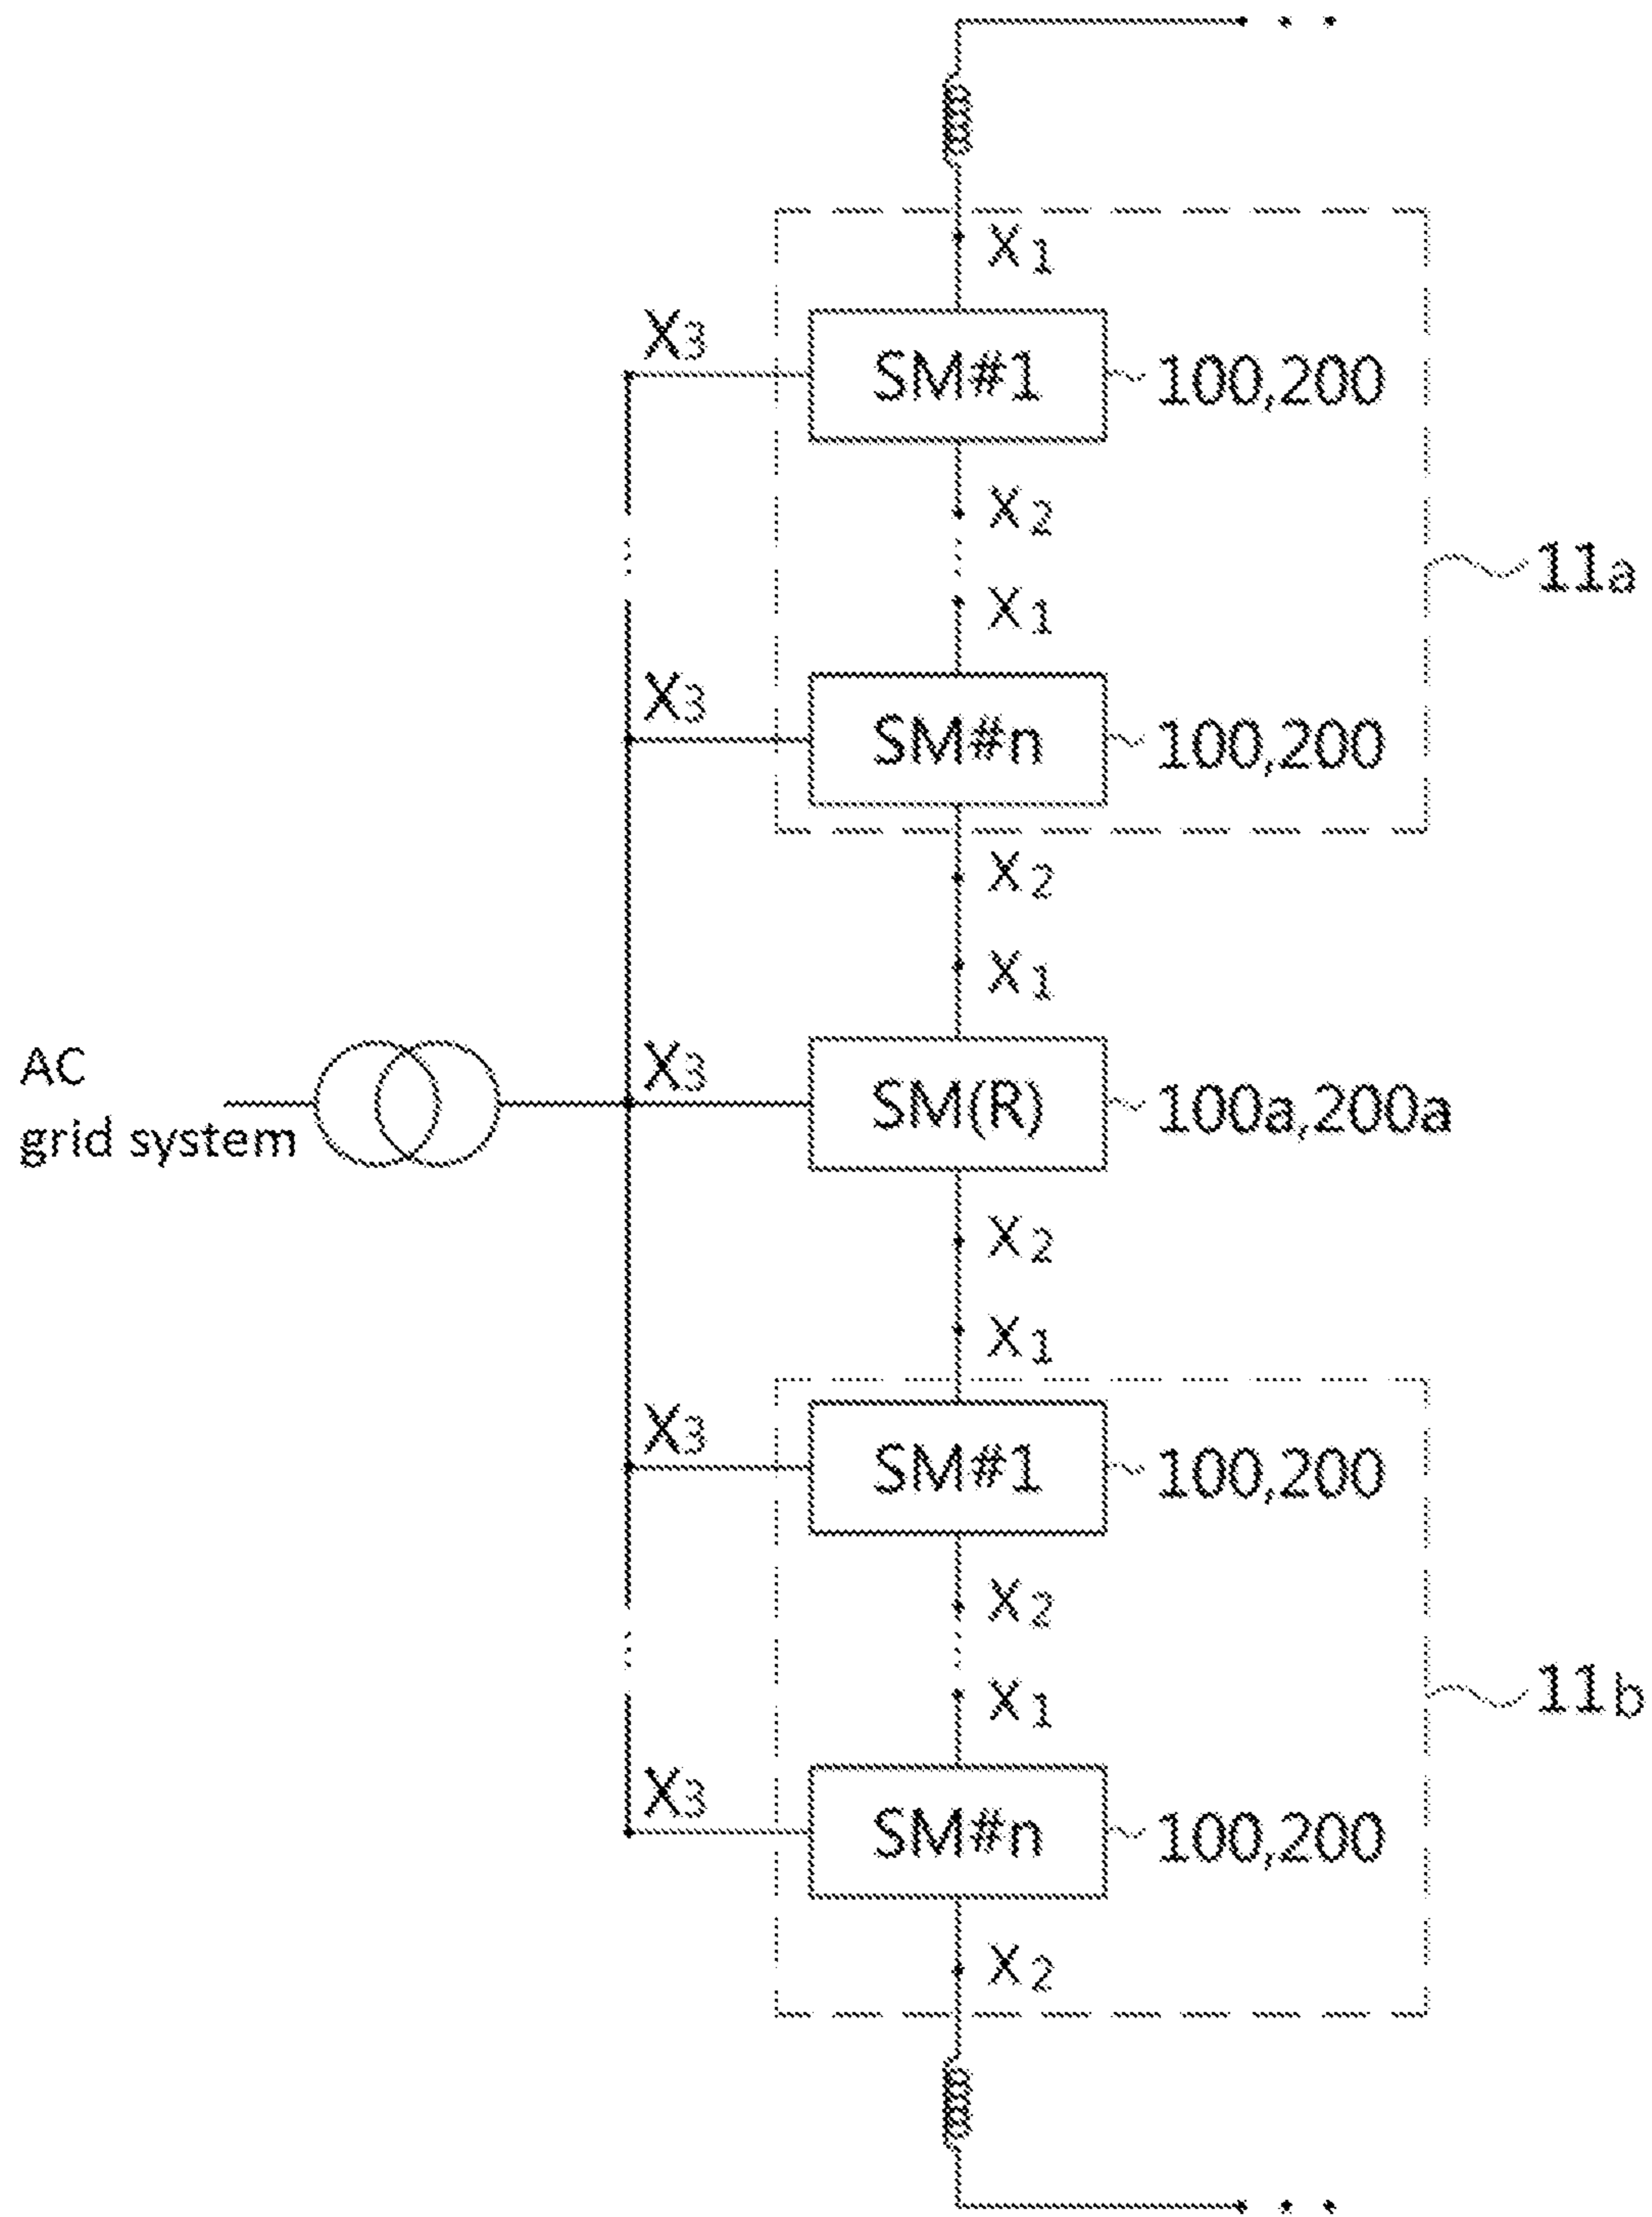 X1
X3
SM#1
100,200
X2
11a
X1
X3
SM#n
100,200
X2
X1
AC
grid system
X3
SM(R)
100a,200a
X2
X1
X3
SM#1
100,200
X2
11b
X1
X3
SM#n
100,200
X2